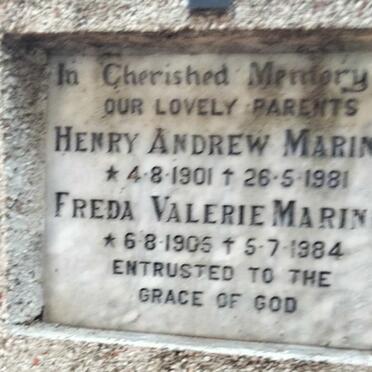 In Cherished Memory
OUR LOVELY PARENTS
HENRY ANDREW MARIN
★ 4·8·1901 † 26·5·1981
FREDA VALERIE MARIN
★ 6·8·1905 † 5·7·1984
ENTRUSTED TO THE
GRACE OF GOD